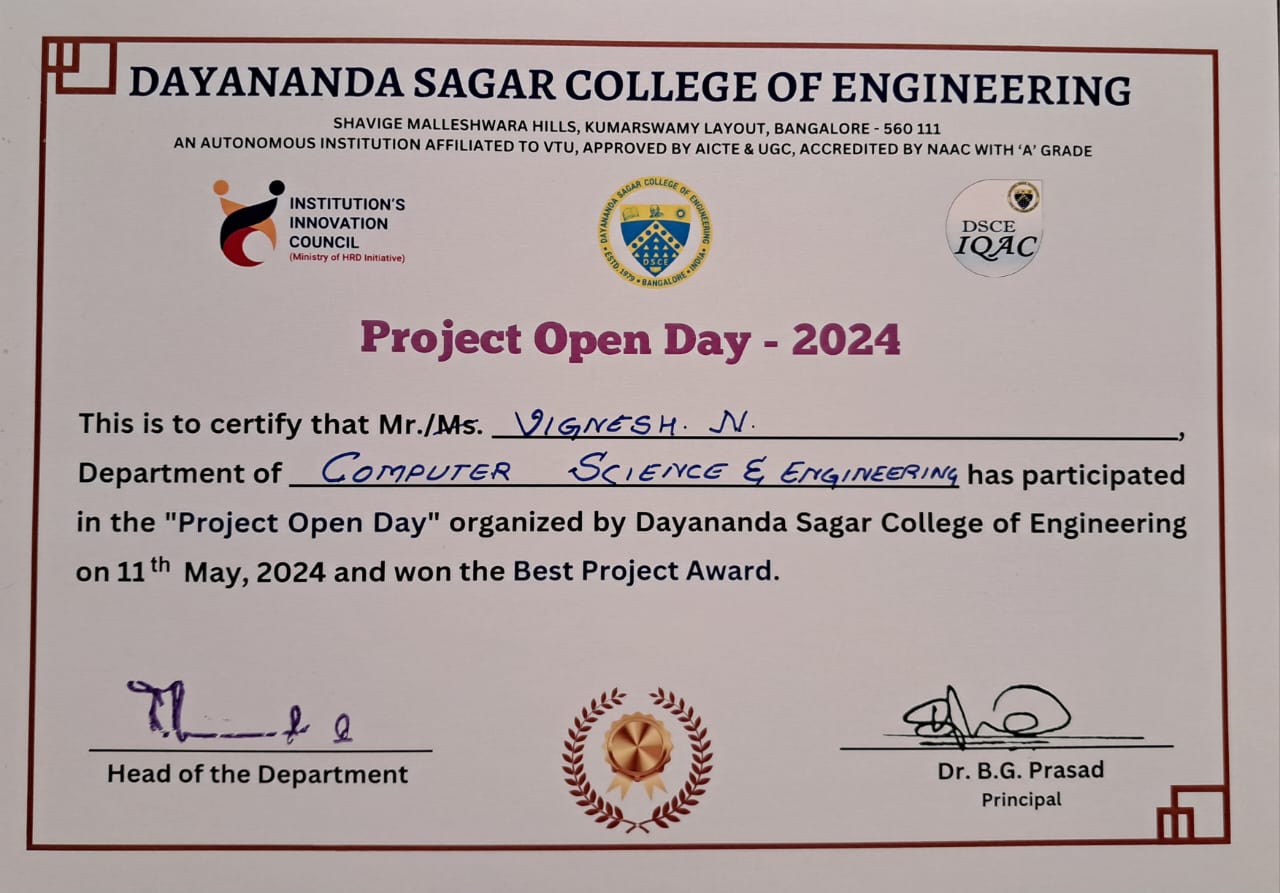 DAYANANDA SAGAR COLLEGE OF ENGINEERING
SHAVIGE MALLESHWARA HILLS, KUMARSWAMY LAYOUT, BANGALORE - 560 111
AN AUTONOMOUS INSTITUTION AFFILIATED TO VTU, APPROVED BY AICTE & UGC, ACCREDITED BY NAAC WITH ‘A’ GRADE
INSTITUTION'S
INNOVATION
COUNCIL
(Ministry of HRD Initiative)
DAYANANDA SAGAR COLLEGE OF ENGINEERING
DSCE
ESTD.1979 • BANGALORE • INDIA
DSCE
IQAC
Project Open Day - 2024
This is to certify that Mr./Ms. VIGNESH. N.,
Department of COMPUTER SCIENCE & ENGINEERING has participated
in the "Project Open Day" organized by Dayananda Sagar College of Engineering
on 11th May, 2024 and won the Best Project Award.
Head of the Department
Dr. B.G. Prasad
Principal